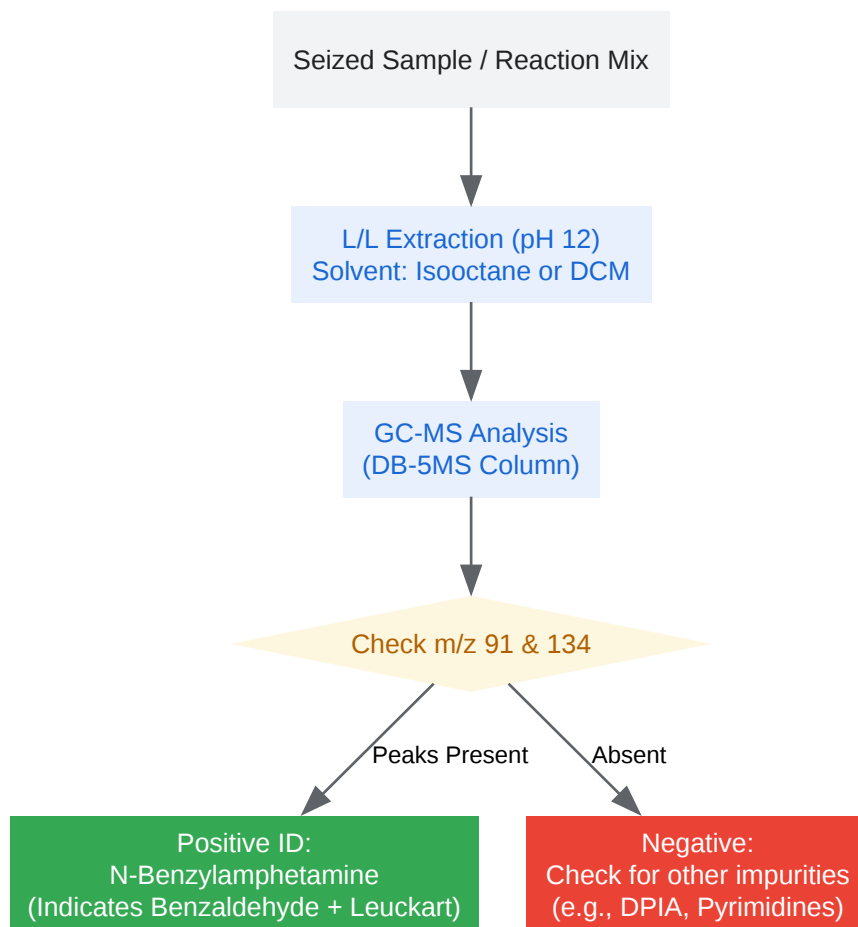 Seized Sample / Reaction Mix
L/L Extraction (pH 12)
Solvent: Isooctane or DCM
GC-MS Analysis
(DB-5MS Column)
Check m/z 91 & 134
Peaks Present
Absent
Positive ID:
N-Benzylamphetamine
(Indicates Benzaldehyde + Leuckart)
Negative:
Check for other impurities
(e.g., DPIA, Pyrimidines)